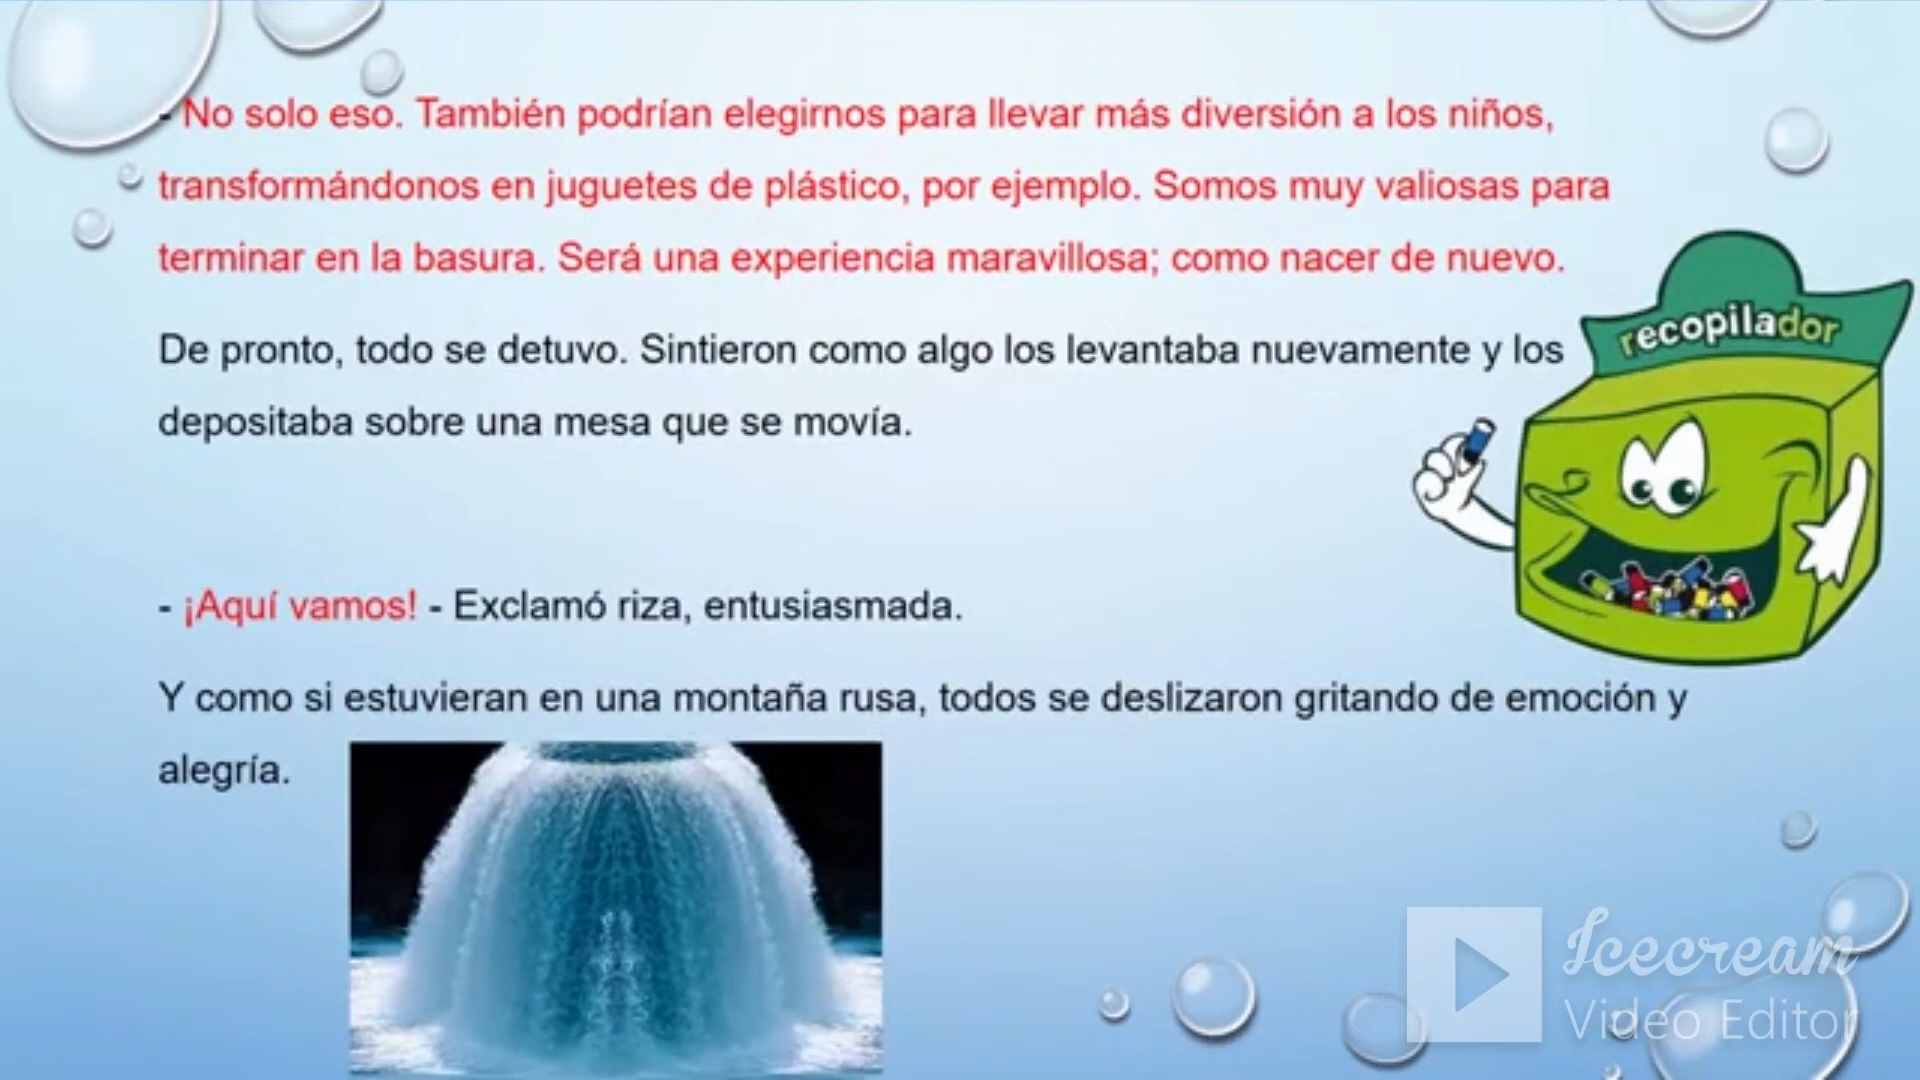 - No solo eso. También podrían elegirnos para llevar más diversión a los niños,
transformándonos en juguetes de plástico, por ejemplo. Somos muy valiosas para
terminar en la basura. Será una experiencia maravillosa; como nacer de nuevo.
De pronto, todo se detuvo. Sintieron como algo los levantaba nuevamente y los
depositaba sobre una mesa que se movía.
recopilador
- ¡Aquí vamos! - Exclamó riza, entusiasmada.
Y como si estuvieran en una montaña rusa, todos se deslizaron gritando de emoción y
alegría.
Icecream
Video Editor